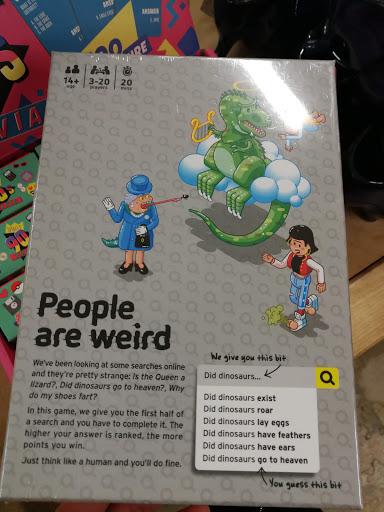 AND
ANSWER
14+
age
3-20
players
20
mins
People
are weird
We've been looking at some searches online
and they're pretty strange: Is the Queen a
lizard?, Did dinosaurs go to heaven?, Why
do my shoes fart?
In this game, we give you the first half of
a search and you have to complete it. The
higher your answer is ranked, the more
points you win.
Just think like a human and you'll do fine.
We give you this bit
Did dinosaurs...
Did dinosaurs exist
Did dinosaurs roar
Did dinosaurs lay eggs
Did dinosaurs have feathers
Did dinosaurs have ears
Did dinosaurs go to heaven
You guess this bit